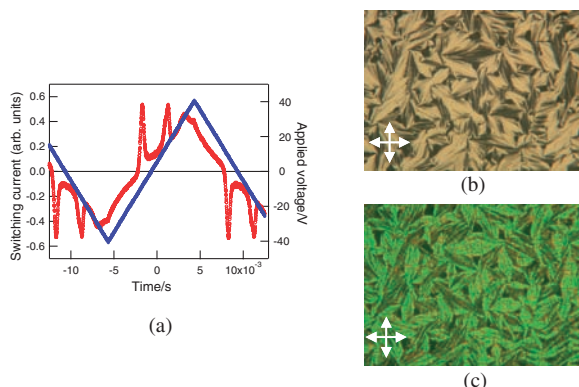 Switching current (arb. units)
0.6
0.4
0.2
0.0
-0.2
-0.4
-0.6
40
20
0
-20
-40
Applied voltage/V
-10
-5
0
5
10x10⁻³
Time/s
(a)
(b)
(c)